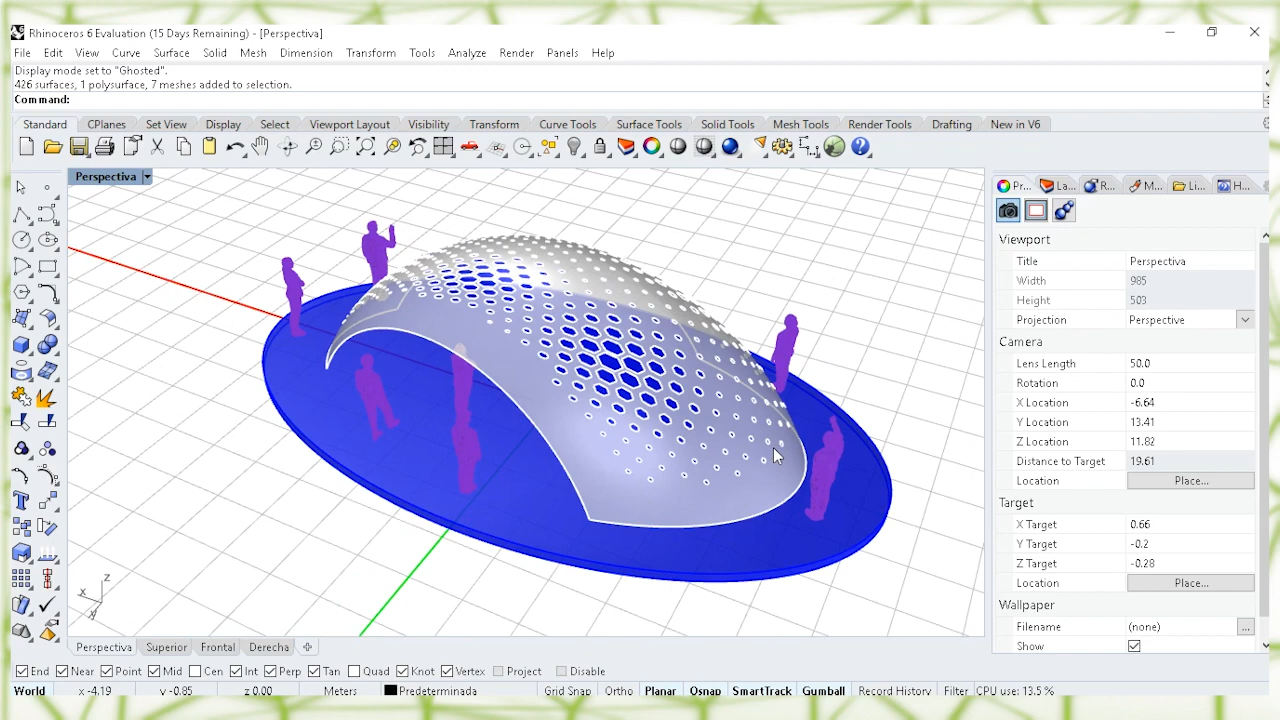 Rhinoceros 6 Evaluation (15 Days Remaining) - [Perspectiva]
File Edit View Curve Surface Solid Mesh Dimension Transform Tools Analyze Render Panels Help
Display mode set to "Ghosted".
426 surfaces, 1 polysurface, 7 meshes added to selection.
Command:
Standard CPlanes Set View Display Select Viewport Layout Visibility Transform Curve Tools Surface Tools Solid Tools Mesh Tools Render Tools Drafting New in V6
Perspectiva
Pr... La... R... M... Li... H...
Viewport
Title Perspectiva
Width 985
Height 503
Projection Perspective
Camera
Lens Length 50.0
Rotation 0.0
X Location -6.64
Y Location 13.41
Z Location 11.82
Distance to Target 19.61
Location Place...
Target
X Target 0.66
Y Target -0.2
Z Target -0.28
Location Place...
Wallpaper
Filename (none) ...
Show
z
x
y
Perspectiva Superior Frontal Derecha
End Near Point Mid Cen Int Perp Tan Quad Knot Vertex Project Disable
World x -4.19 y -0.85 z 0.00 Meters Predeterminada Grid Snap Ortho Planar Osnap SmartTrack Gumball Record History Filter CPU use: 13.5 %